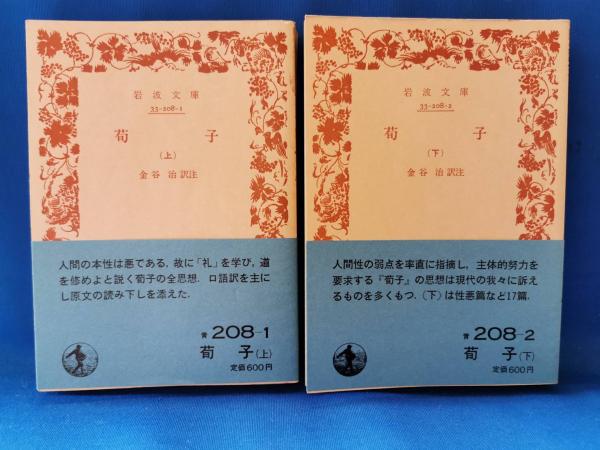 岩波文庫
33-208-1
荀子
(上)
金谷治訳注
人間の本性は悪である．故に「礼」を学び，道
を修めよと説く荀子の全思想．口語訳を主に
し原文の読み下しを添えた．
青 208-1
荀子(上)
定価600円
岩波文庫
33-208-2
荀子
(下)
金谷治訳注
人間性の弱点を率直に指摘し，主体的努力を
要求する『荀子』の思想は現代の我々に訴え
るものを多くもつ．(下)は性悪篇など17篇．
青 208-2
荀子(下)
定価600円